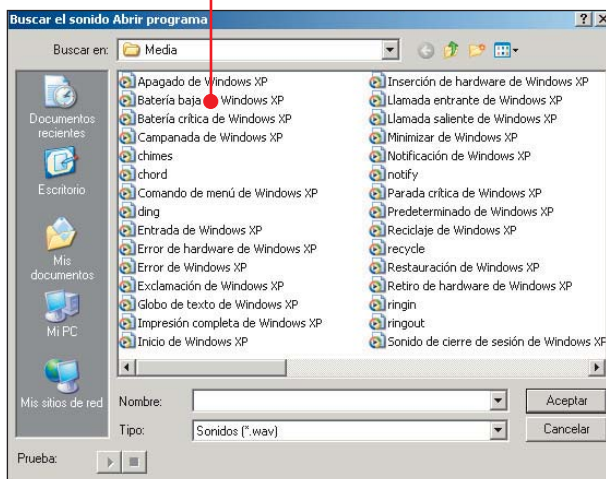 Buscar el sonido Abrir programa
Buscar en: Media
Documentos recientes
Escritorio
Mis documentos
Mi PC
Mis sitios de red
Apagado de Windows XP
Batería baja Windows XP
Batería crítica de Windows XP
Campanada de Windows XP
chimes
chord
Comando de menú de Windows XP
ding
Entrada de Windows XP
Error de hardware de Windows XP
Error de Windows XP
Exclamación de Windows XP
Globo de texto de Windows XP
Impresión completa de Windows XP
Inicio de Windows XP
Inserción de hardware de Windows XP
Llamada entrante de Windows XP
Llamada saliente de Windows XP
Minimizar de Windows XP
Notificación de Windows XP
notify
Parada crítica de Windows XP
Predeterminado de Windows XP
Reciclaje de Windows XP
recycle
Restauración de Windows XP
Retiro de hardware de Windows XP
ringin
ringout
Sonido de cierre de sesión de Windows XP
Nombre:
Aceptar
Tipo: Sonidos (*.wav)
Cancelar
Prueba: